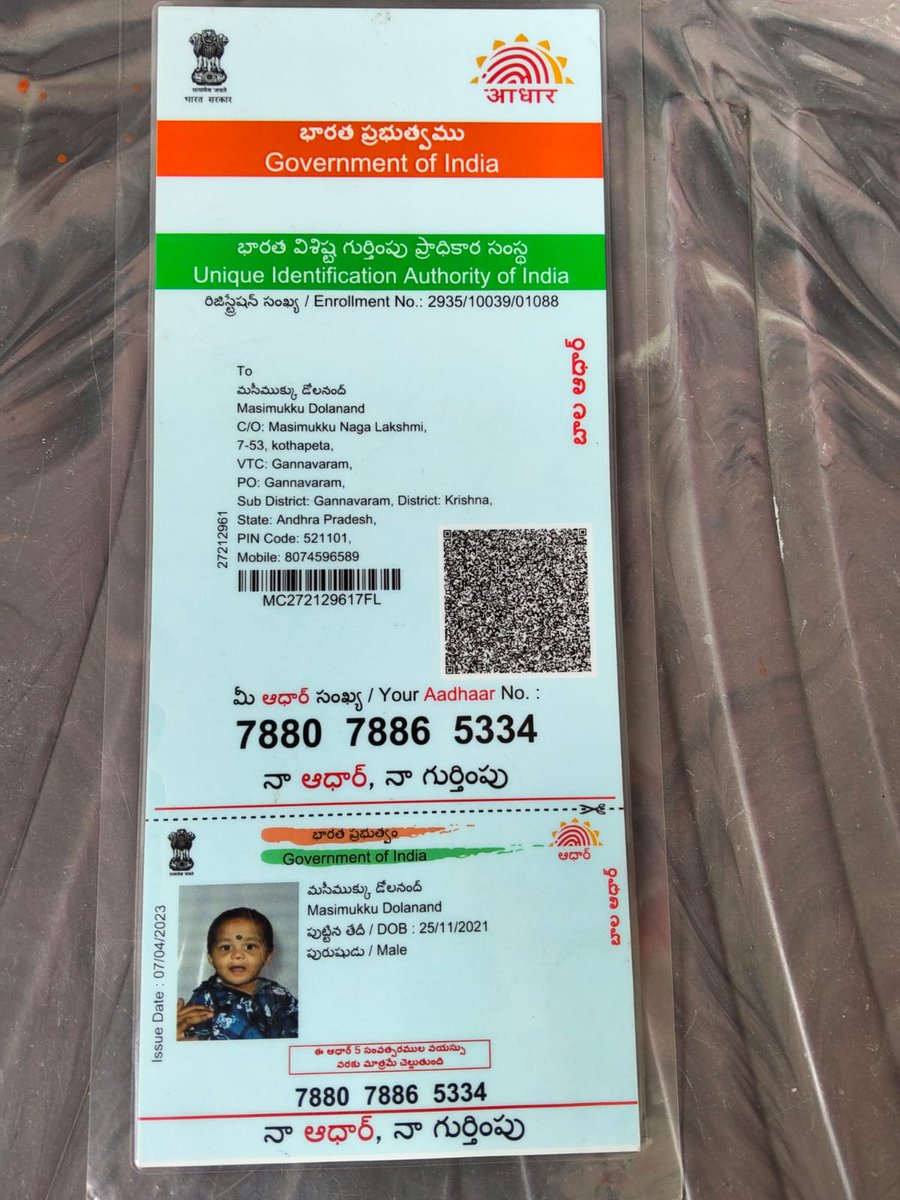 सत्यमेव जयते
भारत सरकार
आधार
భారత ప్రభుత్వము
Government of India
భారత విశిష్ట గుర్తింపు ప్రాధికార సంస్థ
Unique Identification Authority of India
రిజిస్ట్రేషన్ సంఖ్య / Enrollment No.: 2935/10039/01088
బాల ఆధార్
To
మసీముక్కు డోలనంద్
Masimukku Dolanand
C/O: Masimukku Naga Lakshmi,
7-53, kothapeta,
VTC: Gannavaram,
PO: Gannavaram,
Sub District: Gannavaram, District: Krishna,
State: Andhra Pradesh,
PIN Code: 521101,
Mobile: 8074596589
27212961
MC272129617FL
మీ ఆధార్ సంఖ్య / Your Aadhaar No. :
7880 7886 5334
నా ఆధార్, నా గుర్తింపు
భారత ప్రభుత్వం
Government of India
ఆధార్
బాల ఆధార్
Issue Date : 07/04/2023
మసీముక్కు డోలనంద్
Masimukku Dolanand
పుట్టిన తేదీ / DOB : 25/11/2021
పురుషుడు / Male
ఈ ఆధార్ 5 సంవత్సరముల వయస్సు
వరకు మాత్రమే చెల్లుతుంది
7880 7886 5334
నా ఆధార్, నా గుర్తింపు